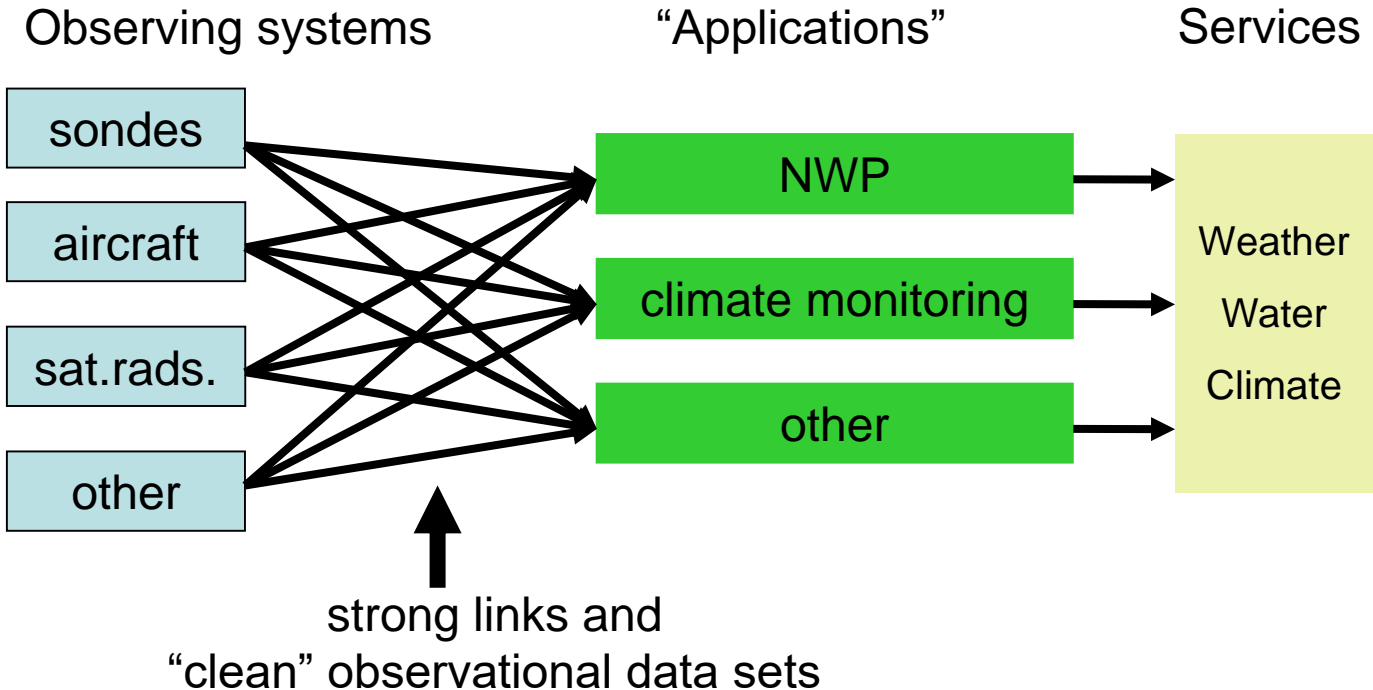 Observing systems
“Applications”
Services
sondes
aircraft
sat.rads.
other
NWP
climate monitoring
other
Weather
Water
Climate
strong links and
“clean” observational data sets